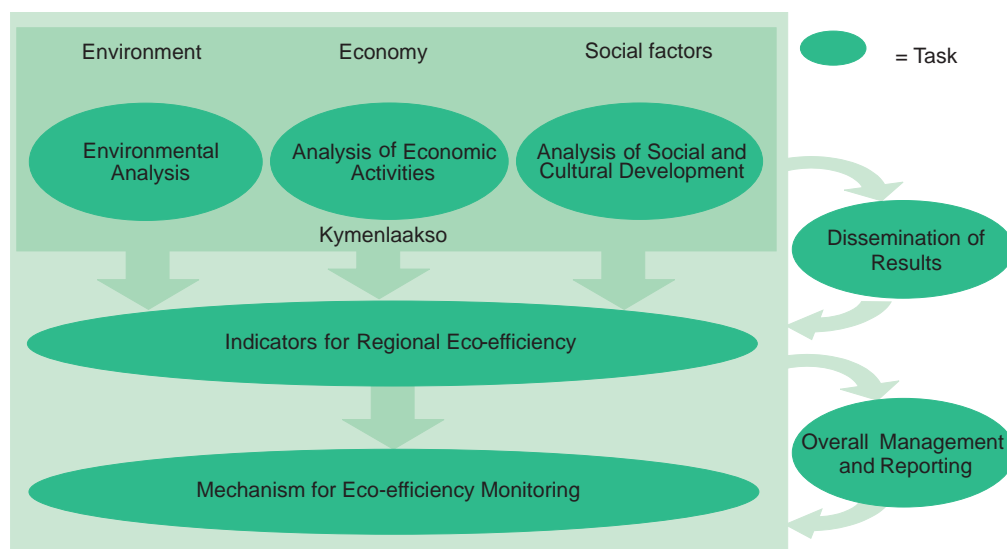 Environment
Economy
Social factors
= Task
Environmental
Analysis
Analysis of Economic
Activities
Analysis of Social and
Cultural Development
Kymenlaakso
Dissemination of
Results
Indicators for Regional Eco-efficiency
Overall Management
and Reporting
Mechanism for Eco-efficiency Monitoring